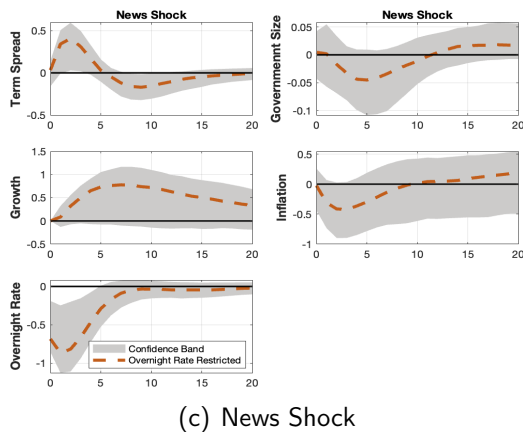 News Shock
Term Spread
0.5
0
-0.5
0 5 10 15 20
News Shock
Governmemnt Size
0.05
0
-0.05
-0.1
0 5 10 15 20
Growth
1.5
1
0.5
0
0.5
0 5 10 15 20
Inflation
0.5
0
-0.5
-1
0 5 10 15 20
Overnight Rate
0
-0.5
-1
Confidence Band
Overnight Rate Restricted
0 5 10 15 20
(c) News Shock